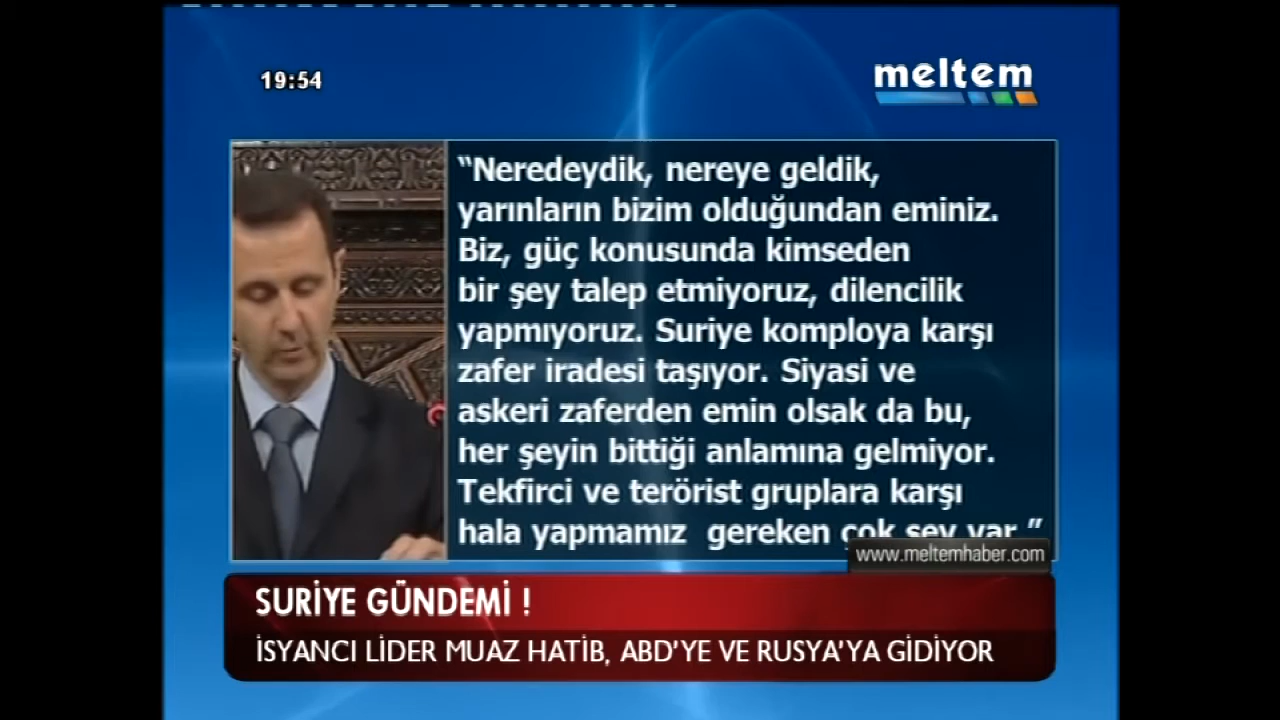 19:54
meltem
“Neredeydik, nereye geldik,
yarınların bizim olduğundan eminiz.
Biz, güç konusunda kimseden
bir şey talep etmiyoruz, dilencilik
yapmıyoruz. Suriye komploya karşı
zafer iradesi taşıyor. Siyasi ve
askeri zaferden emin olsak da bu,
her şeyin bittiği anlamına gelmiyor.
Tekfirci ve terörist gruplara karşı
hala yapmamız gereken çok şey var.”
www.meltemhaber.com
SURİYE GÜNDEMİ !
İSYANCI LİDER MUAZ HATİB, ABD'YE VE RUSYA'YA GİDİYOR